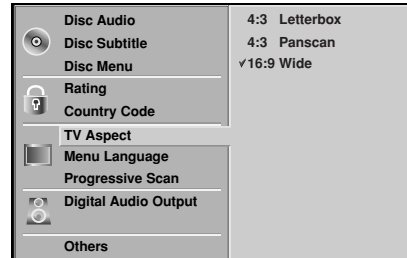 Disc Audio
Disc Subtitle
Disc Menu
Rating
Country Code
TV Aspect
Menu Language
Progressive Scan
Digital Audio Output
Others
4:3 Letterbox
4:3 Panscan
✓16:9 Wide